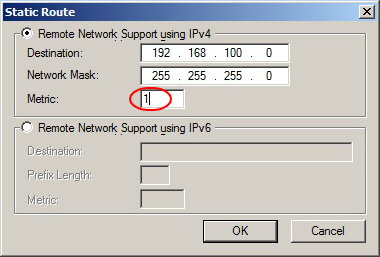 Static Route
Remote Network Support using IPv4
Destination: 192 . 168 . 100 . 0
Network Mask: 255 . 255 . 255 . 0
Metric: 1
Remote Network Support using IPv6
Destination:
Prefix Length:
Metric:
OK Cancel